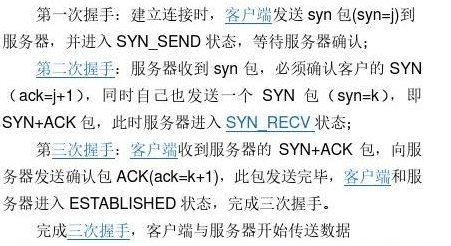 第一次握手：建立连接时，客户端发送 syn 包(syn=j)到
服务器，并进入 SYN_SEND 状态，等待服务器确认；
第二次握手：服务器收到 syn 包，必须确认客户的 SYN
（ack=j+1），同时自己也发送一个 SYN 包（syn=k），即
SYN+ACK 包，此时服务器进入 SYN_RECV 状态；
第三次握手：客户端收到服务器的 SYN+ACK 包，向服
务器发送确认包 ACK(ack=k+1)，此包发送完毕，客户端和服
务器进入 ESTABLISHED 状态，完成三次握手。
完成三次握手，客户端与服务器开始传送数据